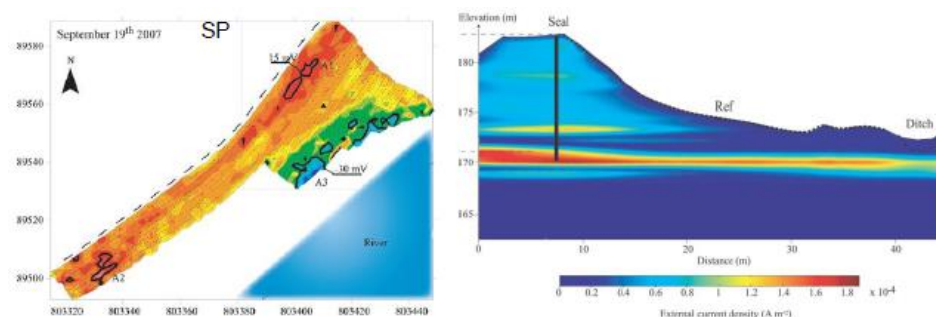 September 19th 2007
SP
N
15 mV
A1
30 mV
A3
A2
River
89580
89560
89540
89520
89500
803320 803340 803360 803380 803400 803420 803440
Elevation (m)
Seal
Ref
Ditch
180
170
165
0 10 20 30 40
Distance (m)
0 0.2 0.4 0.6 0.8 1.0 1.2 1.4 1.6 1.8 x 10⁻⁴
External current density (A m⁻²)